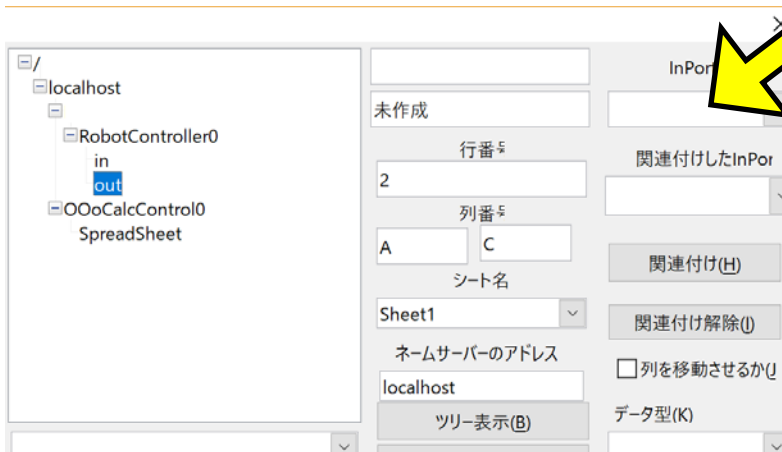 /
localhost
RobotController0
in
out
OOoCalcControl0
SpreadSheet
未作成
行番号
2
列番号
A
C
シート名
Sheet1
ネームサーバーのアドレス
localhost
ツリー表示(B)
InPor
関連付けしたInPor
関連付け(H)
関連付け解除(I)
列を移動させるか(J
データ型(K)